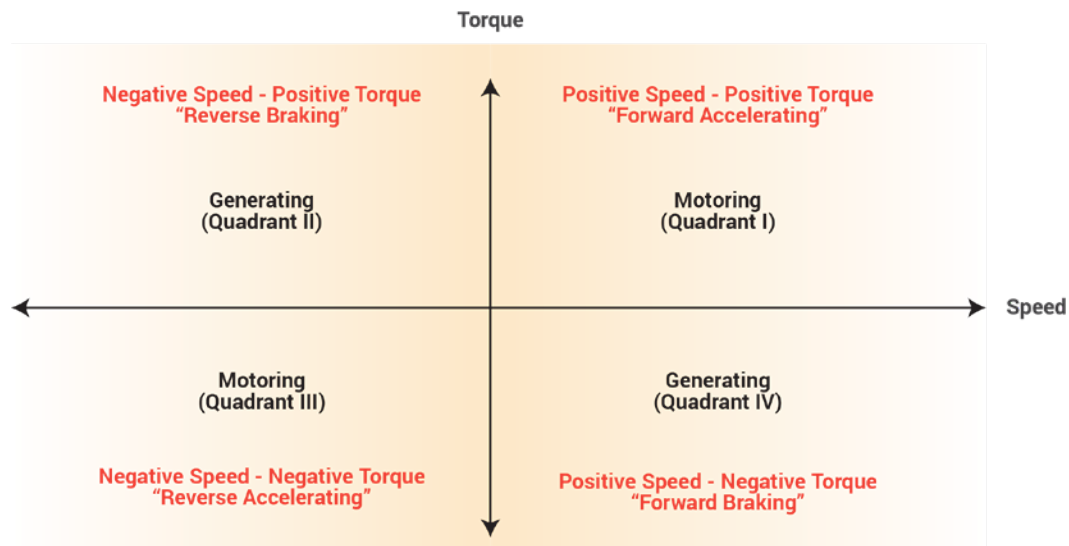 Torque
Negative Speed - Positive Torque
“Reverse Braking”
Positive Speed - Positive Torque
“Forward Accelerating”
Generating
(Quadrant II)
Motoring
(Quadrant I)
Speed
Motoring
(Quadrant III)
Generating
(Quadrant IV)
Negative Speed - Negative Torque
“Reverse Accelerating”
Positive Speed - Negative Torque
“Forward Braking”